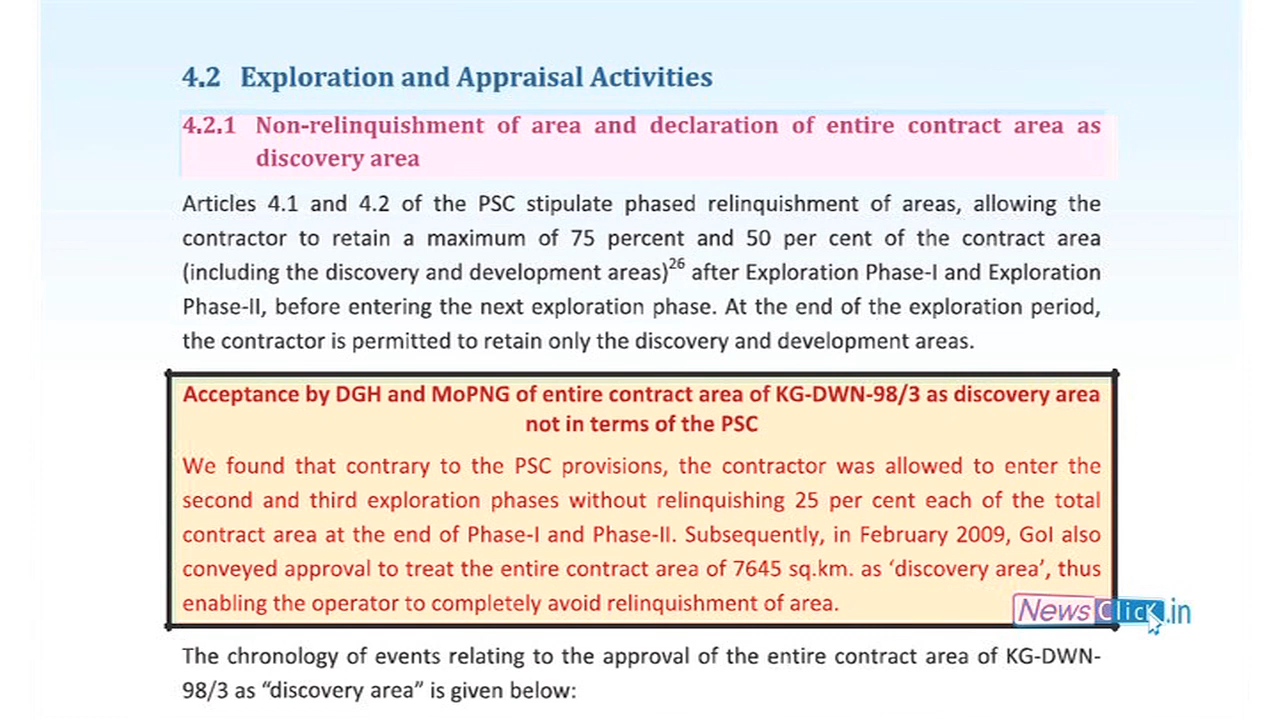 4.2 Exploration and Appraisal Activities
4.2.1 Non-relinquishment of area and declaration of entire contract area as
discovery area
Articles 4.1 and 4.2 of the PSC stipulate phased relinquishment of areas, allowing the
contractor to retain a maximum of 75 percent and 50 per cent of the contract area
(including the discovery and development areas)26 after Exploration Phase-I and Exploration
Phase-II, before entering the next exploration phase. At the end of the exploration period,
the contractor is permitted to retain only the discovery and development areas.
Acceptance by DGH and MoPNG of entire contract area of KG-DWN-98/3 as discovery area
not in terms of the PSC
We found that contrary to the PSC provisions, the contractor was allowed to enter the
second and third exploration phases without relinquishing 25 per cent each of the total
contract area at the end of Phase-I and Phase-II. Subsequently, in February 2009, GoI also
conveyed approval to treat the entire contract area of 7645 sq.km. as ‘discovery area’, thus
enabling the operator to completely avoid relinquishment of area.
NewsClick.in
The chronology of events relating to the approval of the entire contract area of KG-DWN-
98/3 as “discovery area” is given below: